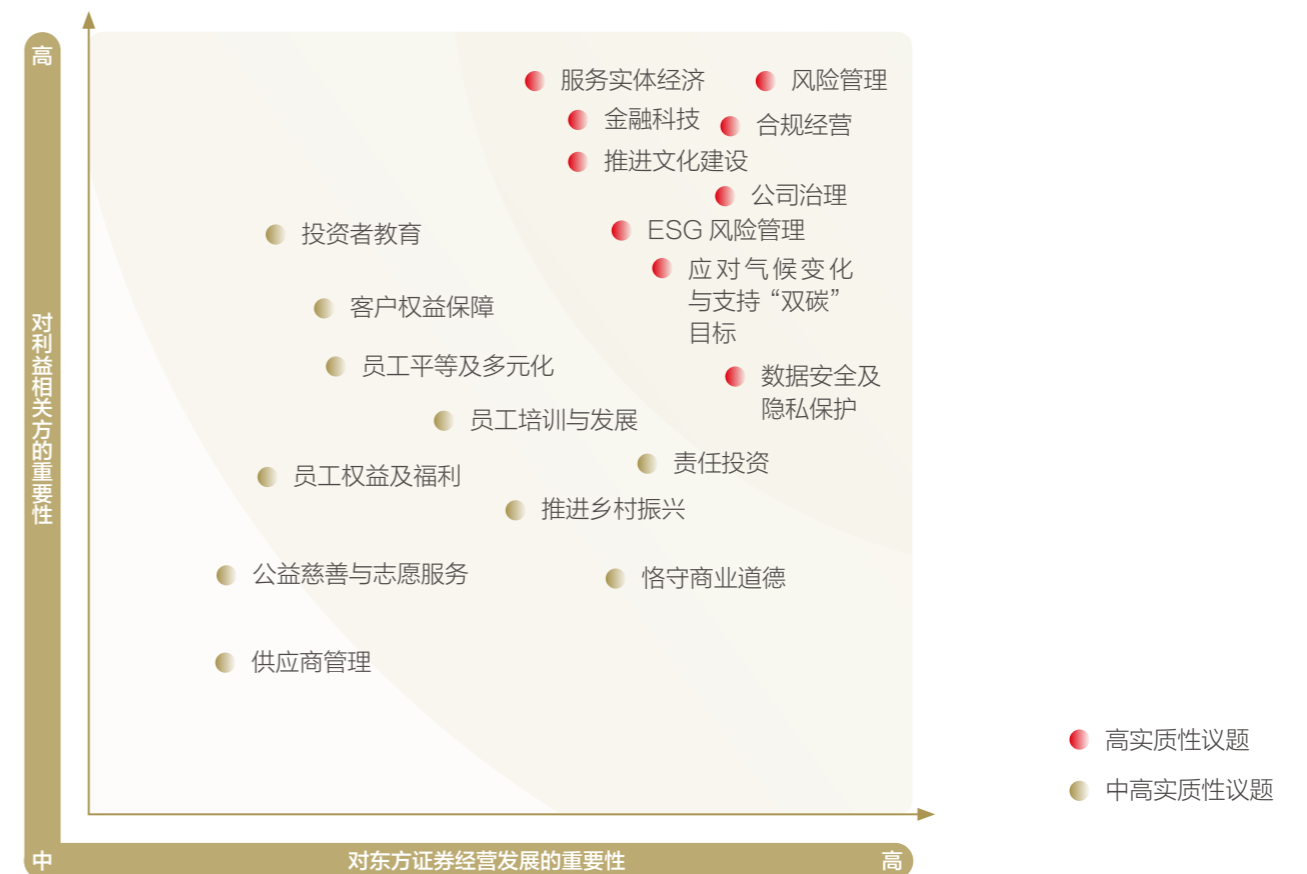 高
服务实体经济
风险管理
金融科技
合规经营
推进文化建设
公司治理
投资者教育
ESG 风险管理
应对气候变化
与支持“双碳”
目标
客户权益保障
对利益相关方的重要性
员工平等及多元化
数据安全及
隐私保护
员工培训与发展
责任投资
员工权益及福利
推进乡村振兴
公益慈善与志愿服务
恪守商业道德
供应商管理
高实质性议题
中高实质性议题
中
对东方证券经营发展的重要性
高